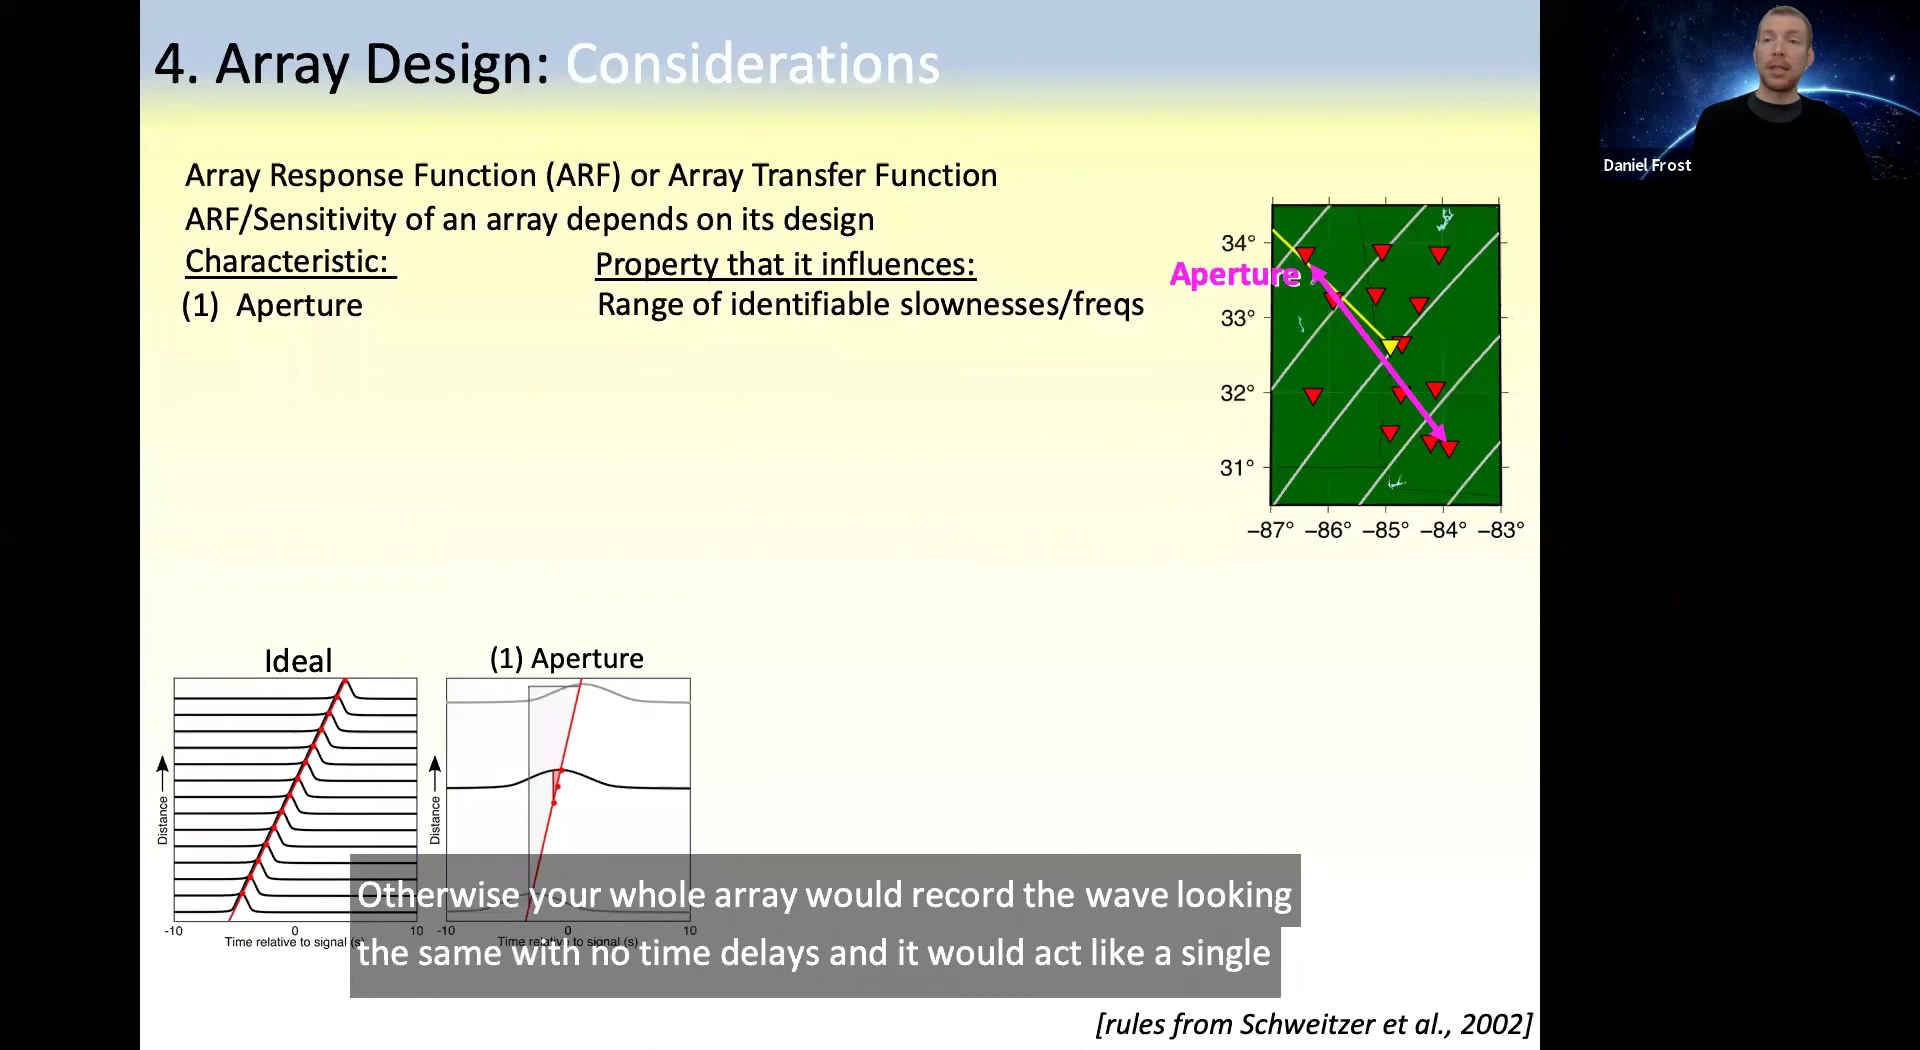 4. Array Design: Considerations
Daniel Frost
Array Response Function (ARF) or Array Transfer Function
ARF/Sensitivity of an array depends on its design
Characteristic:
Property that it influences:
(1) Aperture
Range of identifiable slownesses/freqs
Aperture
34°
33°
32°
31°
-87° -86° -85° -84° -83°
Ideal
(1) Aperture
Distance
Distance
-10 0 10
-10 0 10
Time relative to signal (s)
Time relative to signal (s)
Otherwise your whole array would record the wave looking
the same with no time delays and it would act like a single
[rules from Schweitzer et al., 2002]